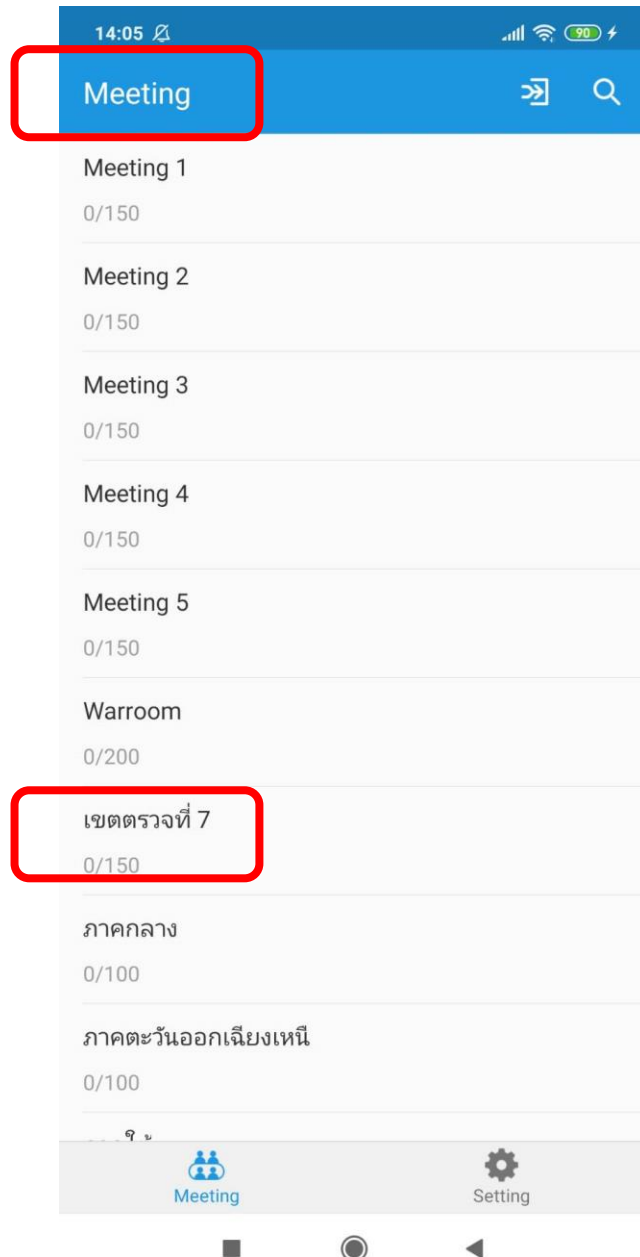 14:05 90
Meeting
Meeting 1
0/150
Meeting 2
0/150
Meeting 3
0/150
Meeting 4
0/150
Meeting 5
0/150
Warroom
0/200
เขตตรวจที่ 7
0/150
ภาคกลาง
0/100
ภาคตะวันออกเฉียงเหนื
0/100
Meeting Setting